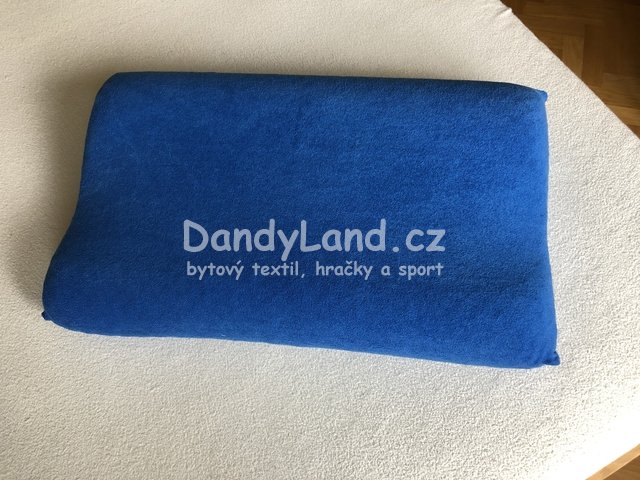 DandyLand.cz
bytový textil, hračky a sport